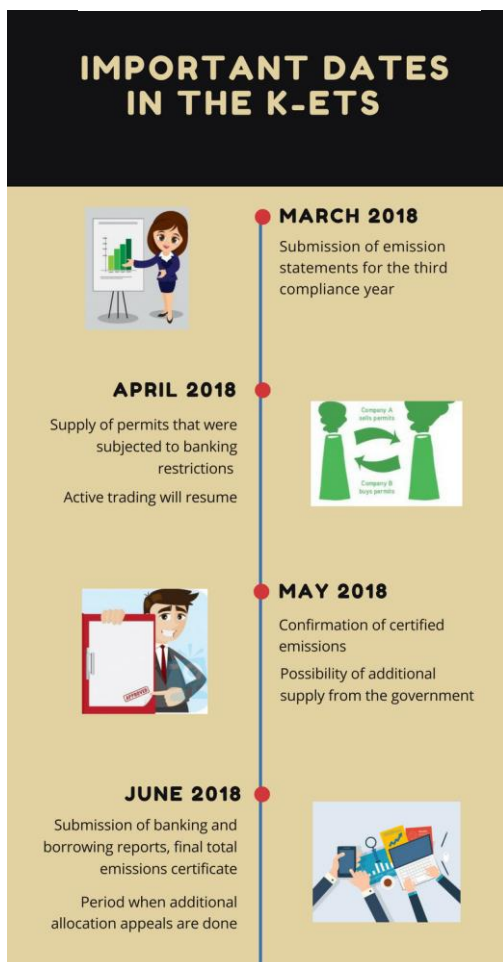 IMPORTANT DATES
IN THE K-ETS
MARCH 2018
Submission of emission
statements for the third
compliance year
APRIL 2018
Supply of permits that were
subjected to banking
restrictions
Active trading will resume
Company A
sells permits
Company B
buys permits
MAY 2018
Confirmation of certified
emissions
Possibility of additional
supply from the government
APPROVED
JUNE 2018
Submission of banking and
borrowing reports, final total
emissions certificate
Period when additional
allocation appeals are done